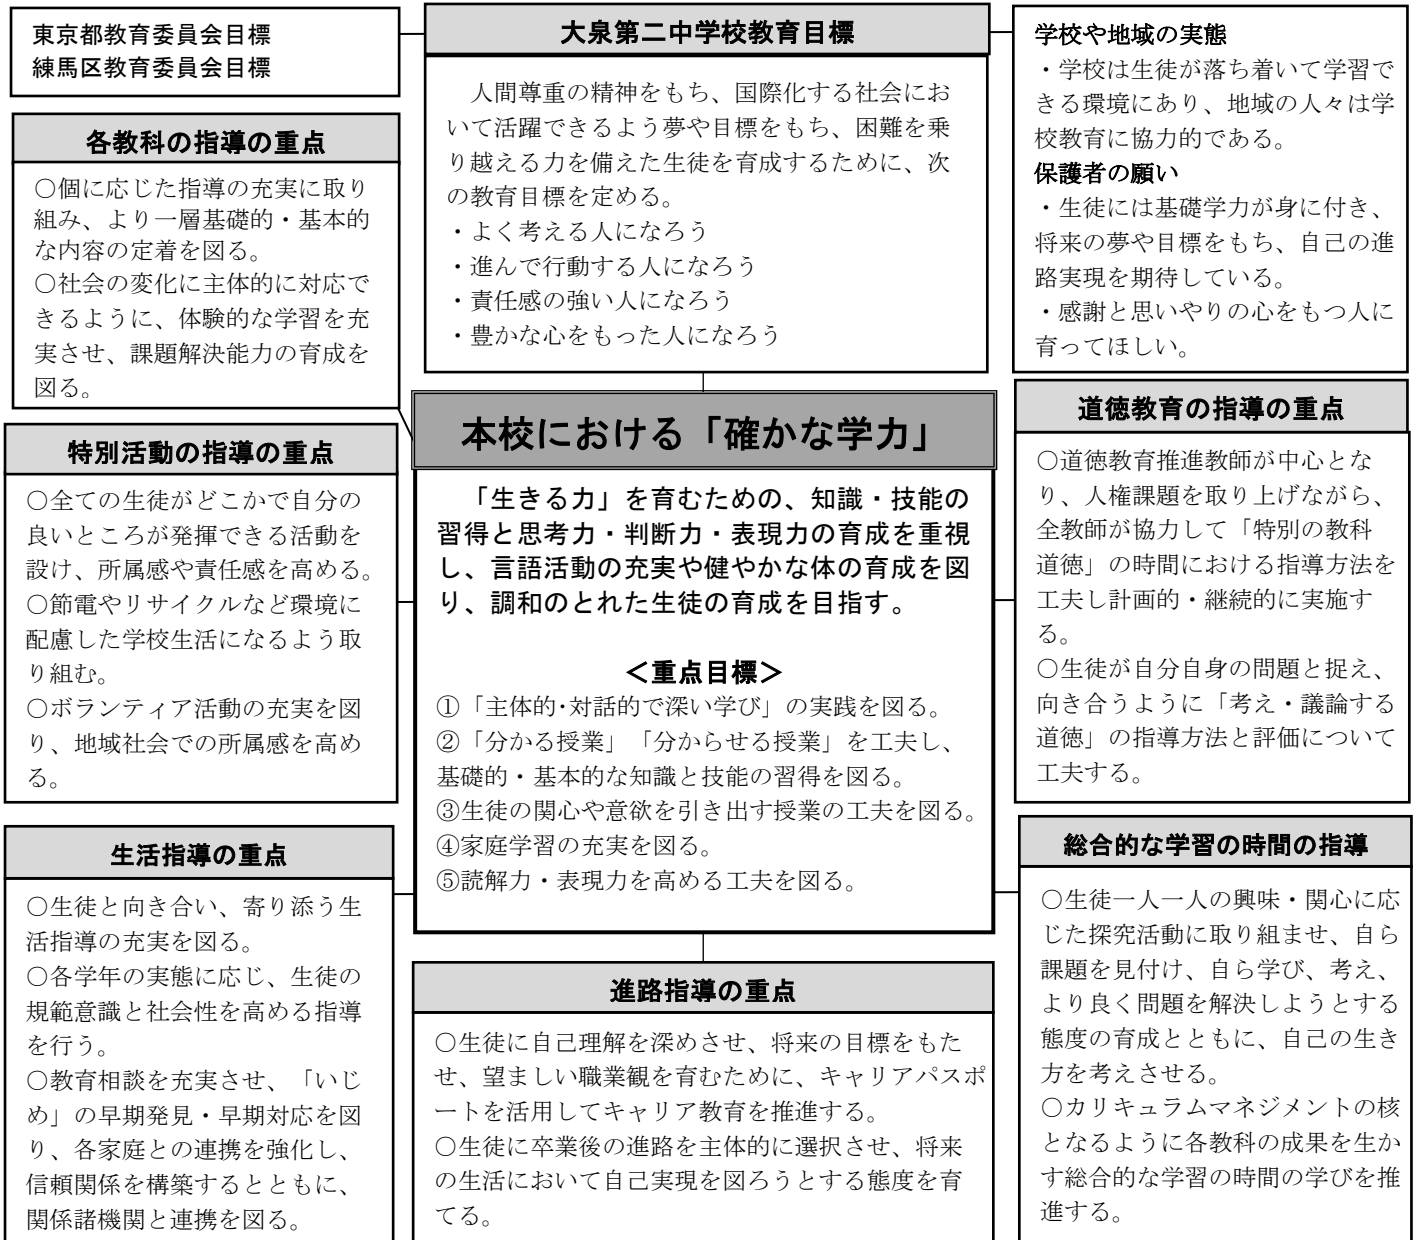 東京都教育委員会目標
練馬区教育委員会目標
大泉第二中学校教育目標
人間尊重の精神をもち、国際化する社会にお
いて活躍できるよう夢や目標をもち、困難を乗
り越える力を備えた生徒を育成するために、次
の教育目標を定める。
・よく考える人になろう
・進んで行動する人になろう
・責任感の強い人になろう
・豊かな心をもった人になろう
学校や地域の実態
・学校は生徒が落ち着いて学習で
きる環境にあり、地域の人々は学
校教育に協力的である。
保護者の願い
・生徒には基礎学力が身に付き、
将来の夢や目標をもち、自己の進
路実現を期待している。
・感謝と思いやりの心をもつ人に
育ってほしい。
各教科の指導の重点
○個に応じた指導の充実に取り
組み、より一層基礎的・基本的
な内容の定着を図る。
○社会の変化に主体的に対応で
きるように、体験的な学習を充
実させ、課題解決能力の育成を
図る。
本校における「確かな学力」
「生きる力」を育むための、知識・技能の
習得と思考力・判断力・表現力の育成を重視
し、言語活動の充実や健やかな体の育成を図
り、調和のとれた生徒の育成を目指す。
＜重点目標＞
①「主体的･対話的で深い学び」の実践を図る。
②「分かる授業」「分からせる授業」を工夫し、
基礎的・基本的な知識と技能の習得を図る。
③生徒の関心や意欲を引き出す授業の工夫を図る。
④家庭学習の充実を図る。
⑤読解力・表現力を高める工夫を図る。
道徳教育の指導の重点
○道徳教育推進教師が中心とな
り、人権課題を取り上げながら、
全教師が協力して「特別の教科
道徳」の時間における指導方法を
工夫し計画的・継続的に実施す
る。
○生徒が自分自身の問題と捉え、
向き合うように「考え・議論する
道徳」の指導方法と評価について
工夫する。
特別活動の指導の重点
○全ての生徒がどこかで自分の
良いところが発揮できる活動を
設け、所属感や責任感を高める。
○節電やリサイクルなど環境に
配慮した学校生活になるよう取
り組む。
○ボランティア活動の充実を図
り、地域社会での所属感を高め
る。
生活指導の重点
○生徒と向き合い、寄り添う生
活指導の充実を図る。
○各学年の実態に応じ、生徒の
規範意識と社会性を高める指導
を行う。
○教育相談を充実させ、「いじ
め」の早期発見・早期対応を図
り、各家庭との連携を強化し、
信頼関係を構築するとともに、
関係諸機関と連携を図る。
進路指導の重点
○生徒に自己理解を深めさせ、将来の目標をもた
せ、望ましい職業観を育むために、キャリアパスポ
ートを活用してキャリア教育を推進する。
○生徒に卒業後の進路を主体的に選択させ、将来
の生活において自己実現を図ろうとする態度を育
てる。
総合的な学習の時間の指導
○生徒一人一人の興味・関心に応
じた探究活動に取り組ませ、自ら
課題を見付け、自ら学び、考え、
より良く問題を解決しようとする
態度の育成とともに、自己の生き
方を考えさせる。
○カリキュラムマネジメントの核
となるように各教科の成果を生か
す総合的な学習の時間の学びを推
進する。